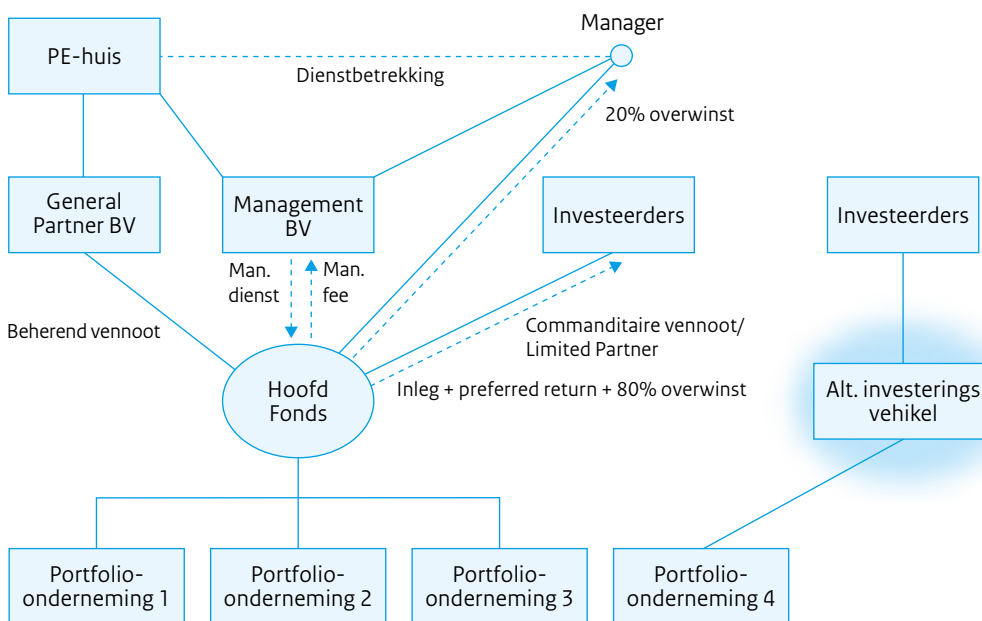 Manager
PE-huis
Dienstbetrekking
20% overwinst
General
Partner BV
Management
BV
Investeerders
Investeerders
Man.
dienst
Man.
fee
Beherend vennoot
Commanditaire vennoot/
Limited Partner
Hoofd
Fonds
Inleg + preferred return + 80% overwinst
Alt. investerings
vehikel
Portfolio-
onderneming 1
Portfolio-
onderneming 2
Portfolio-
onderneming 3
Portfolio-
onderneming 4